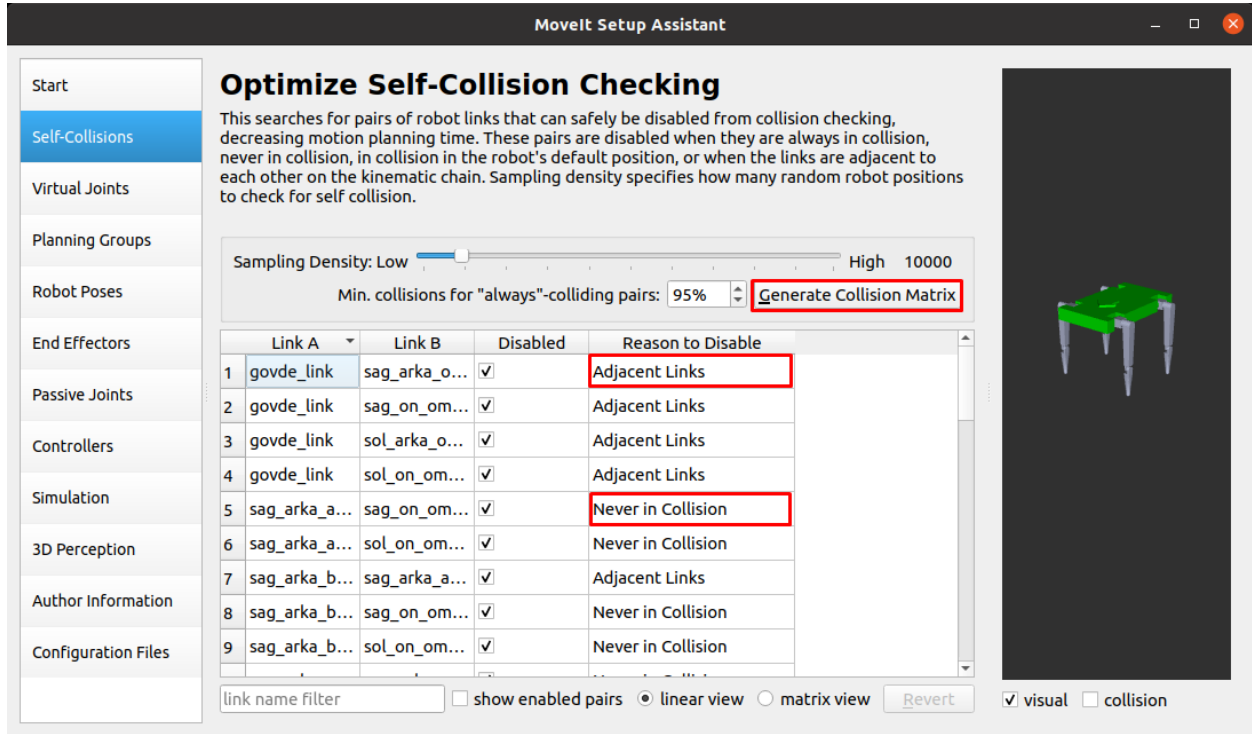 MoveIt Setup Assistant
Start
Self-Collisions
Virtual Joints
Planning Groups
Robot Poses
End Effectors
Passive Joints
Controllers
Simulation
3D Perception
Author Information
Configuration Files
Optimize Self-Collision Checking
This searches for pairs of robot links that can safely be disabled from collision checking,
decreasing motion planning time. These pairs are disabled when they are always in collision,
never in collision, in collision in the robot's default position, or when the links are adjacent to
each other on the kinematic chain. Sampling density specifies how many random robot positions
to check for self collision.
Sampling Density: Low High 10000
Min. collisions for "always"-colliding pairs: 95% Generate Collision Matrix
Link A Link B Disabled Reason to Disable
1 govde_link sag_arka_o... Adjacent Links
2 govde_link sag_on_om... Adjacent Links
3 govde_link sol_arka_o... Adjacent Links
4 govde_link sol_on_om... Adjacent Links
5 sag_arka_a... sag_on_om... Never in Collision
6 sag_arka_a... sol_on_om... Never in Collision
7 sag_arka_b... sag_arka_a... Adjacent Links
8 sag_arka_b... sag_on_om... Never in Collision
9 sag_arka_b... sol_on_om... Never in Collision
link name filter show enabled pairs linear view matrix view Revert
visual collision